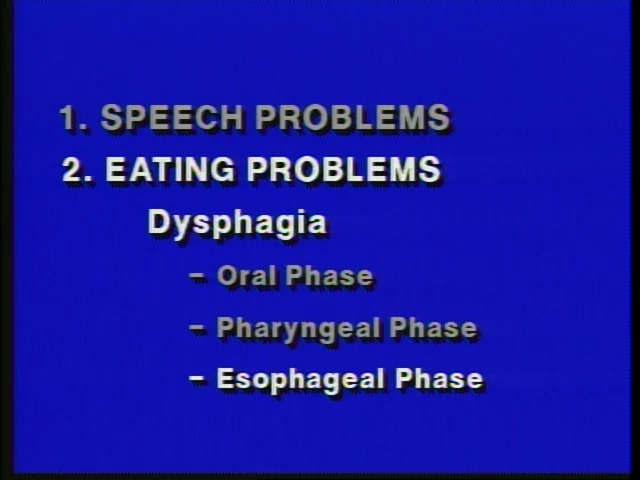 1. SPEECH PROBLEMS
2. EATING PROBLEMS
Dysphagia
- Oral Phase
- Pharyngeal Phase
- Esophageal Phase